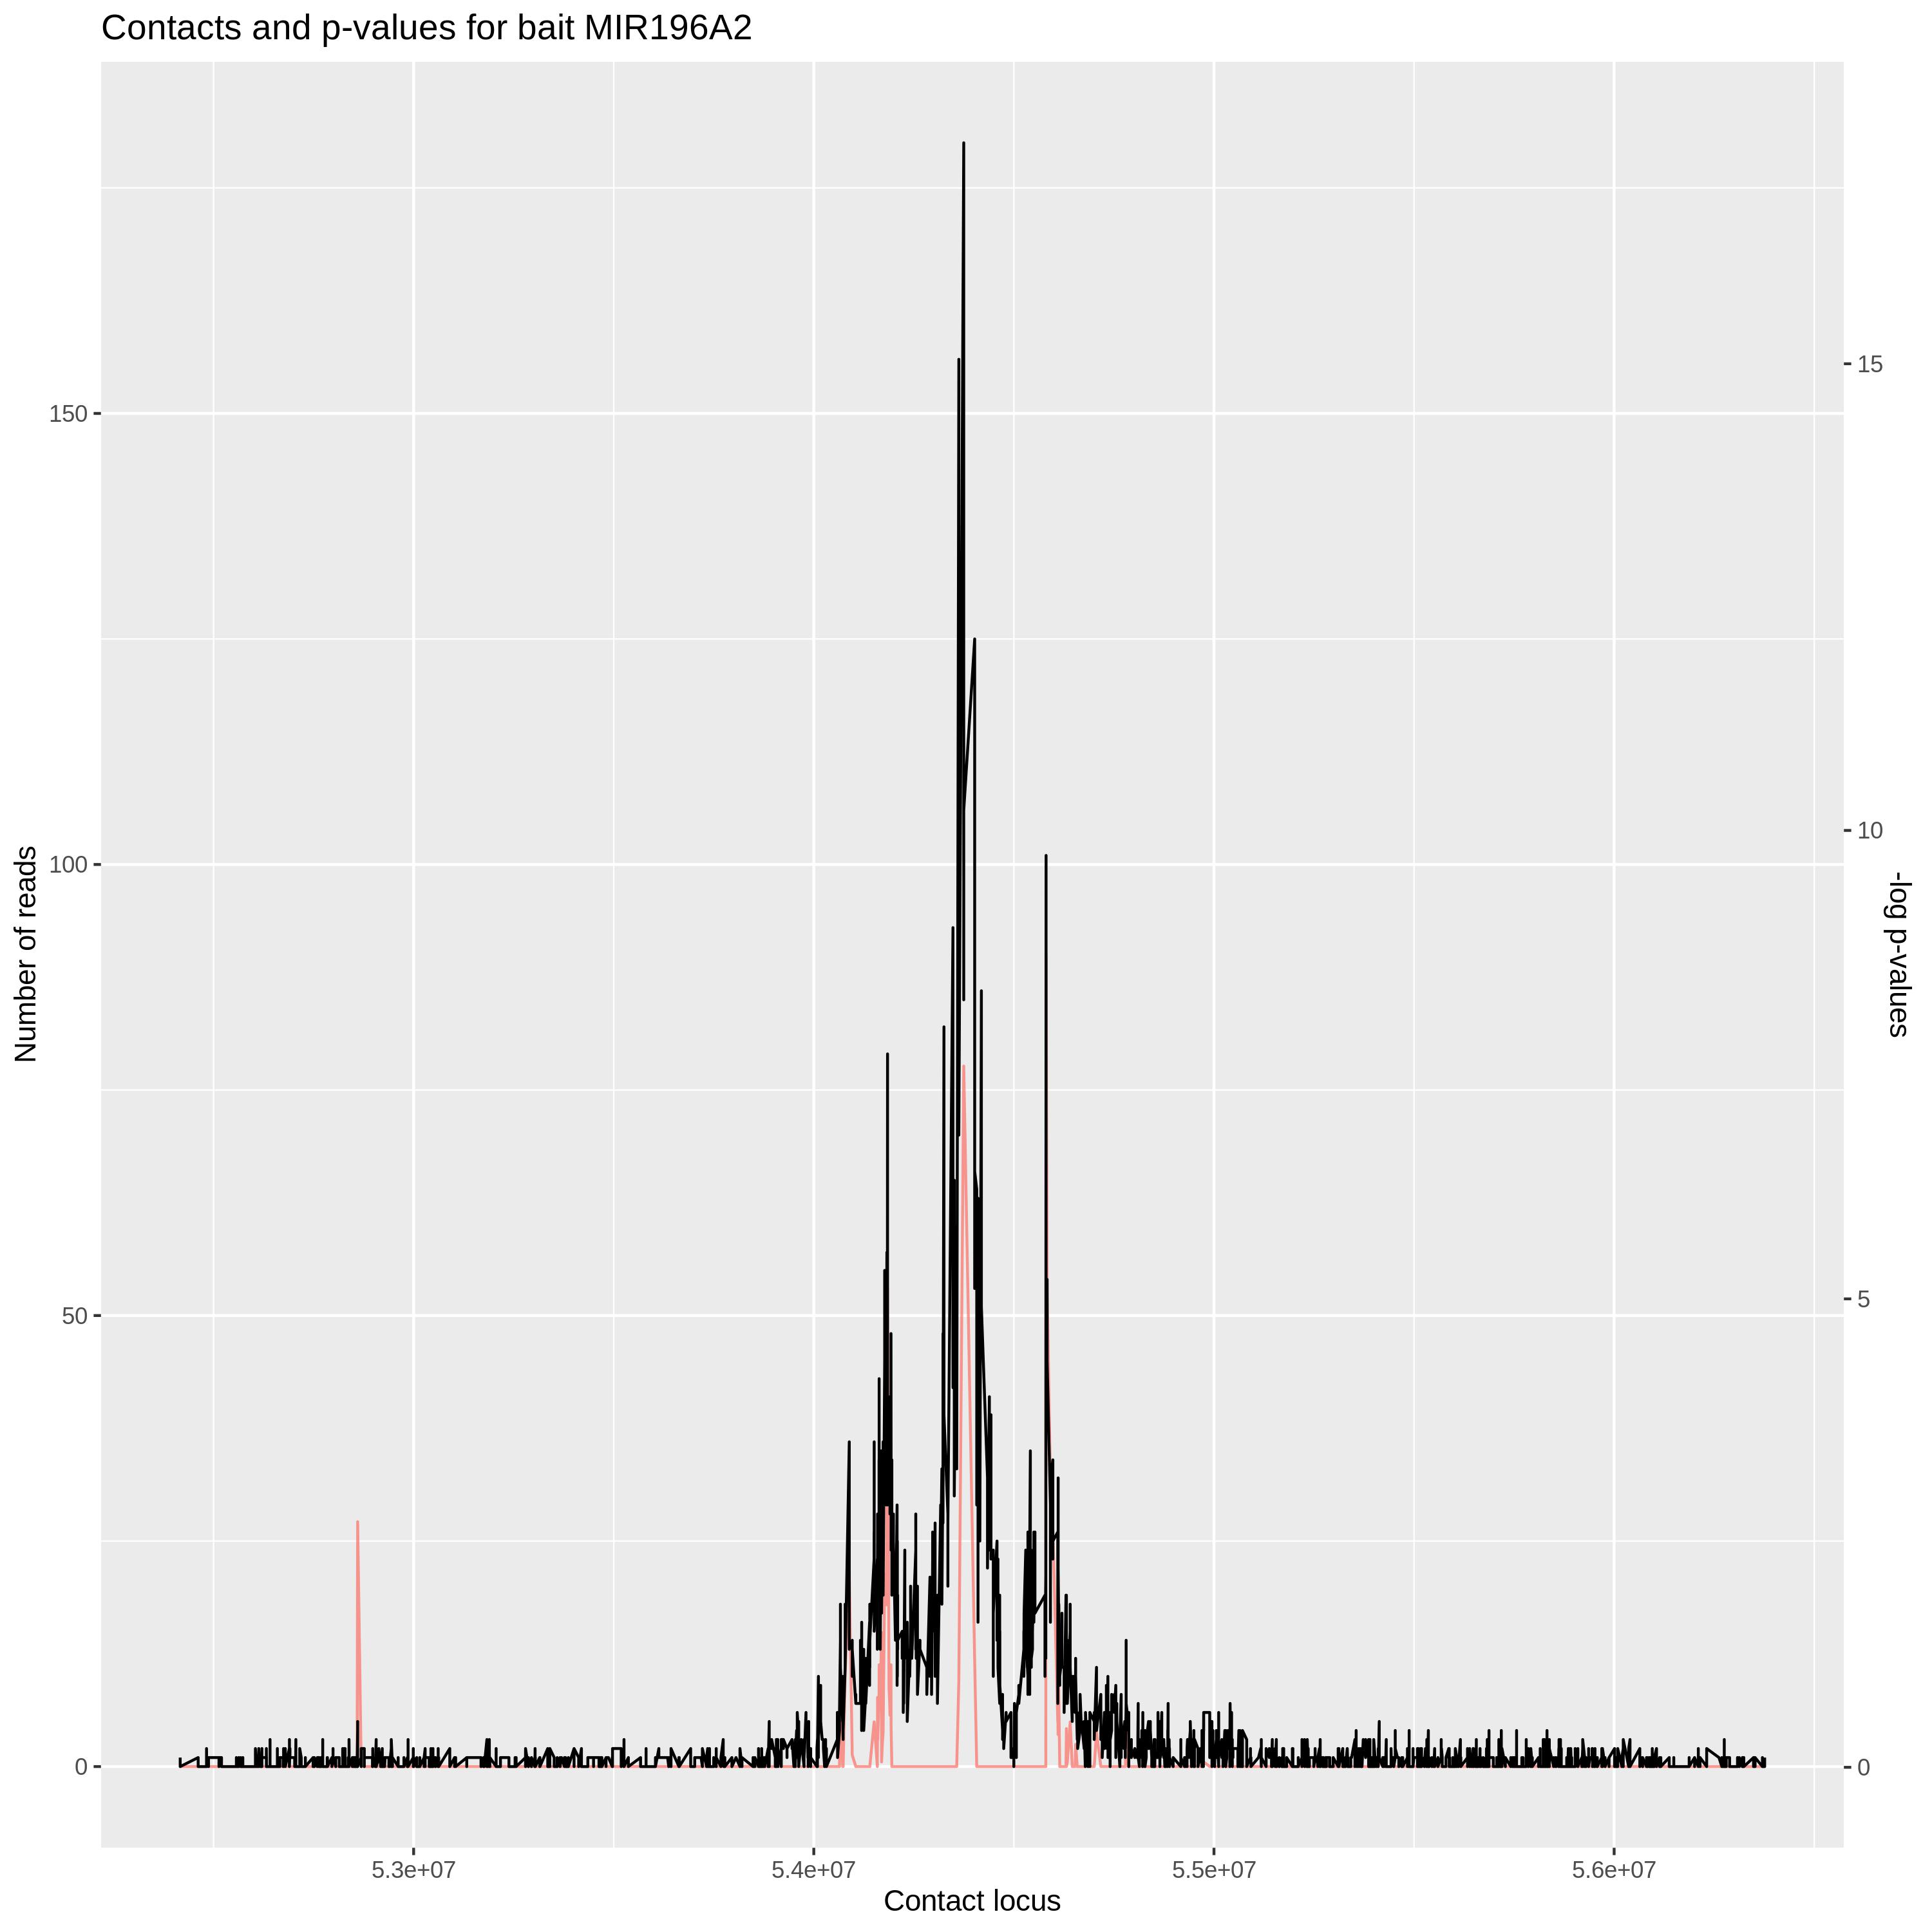 Contacts and p-values for bait MIR196A2
150
100
50
0
Number of reads
15
10
5
0
-log p-values
5.3e+07
5.4e+07
5.5e+07
5.6e+07
Contact locus